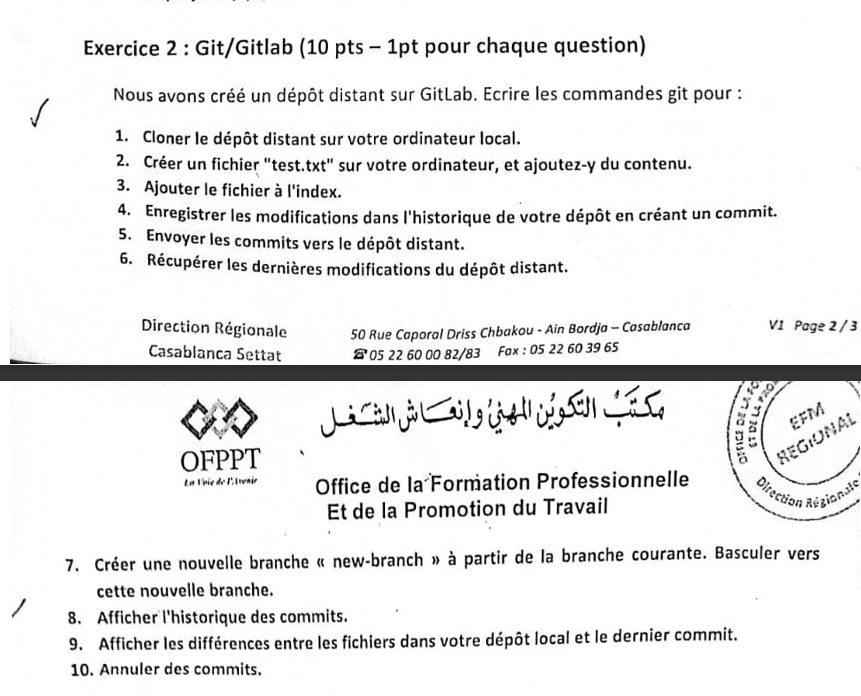 Exercice 2 : Git/Gitlab (10 pts – 1pt pour chaque question)
Nous avons créé un dépôt distant sur GitLab. Ecrire les commandes git pour :
1. Cloner le dépôt distant sur votre ordinateur local.
2. Créer un fichier "test.txt" sur votre ordinateur, et ajoutez-y du contenu.
3. Ajouter le fichier à l'index.
4. Enregistrer les modifications dans l'historique de votre dépôt en créant un commit.
5. Envoyer les commits vers le dépôt distant.
6. Récupérer les dernières modifications du dépôt distant.
Direction Régionale
Casablanca Settat
50 Rue Caporal Driss Chbakou - Ain Bordja – Casablanca
☎ 05 22 60 00 82/83 Fax : 05 22 60 39 65
V1 Page 2 / 3
OFPPT
La Voie de l'Avenir
مكتب التكوين المهني وإنعاش الشغل
Office de la Formation Professionnelle
Et de la Promotion du Travail
OFFICE DE LA
ET DE LA
EFM
REGIONAL
Direction Régionale
7. Créer une nouvelle branche « new-branch » à partir de la branche courante. Basculer vers
cette nouvelle branche.
8. Afficher l'historique des commits.
9. Afficher les différences entre les fichiers dans votre dépôt local et le dernier commit.
10. Annuler des commits.